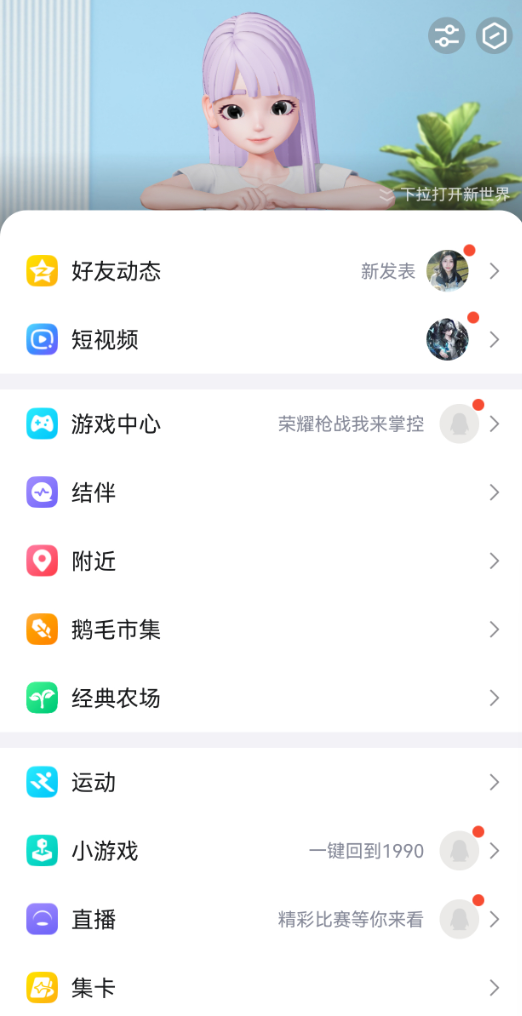 下拉打开新世界
好友动态 新发表
短视频
游戏中心 荣耀枪战我来掌控
结伴
附近
鹅毛市集
经典农场
运动
小游戏 一键回到1990
直播 精彩比赛等你来看
集卡